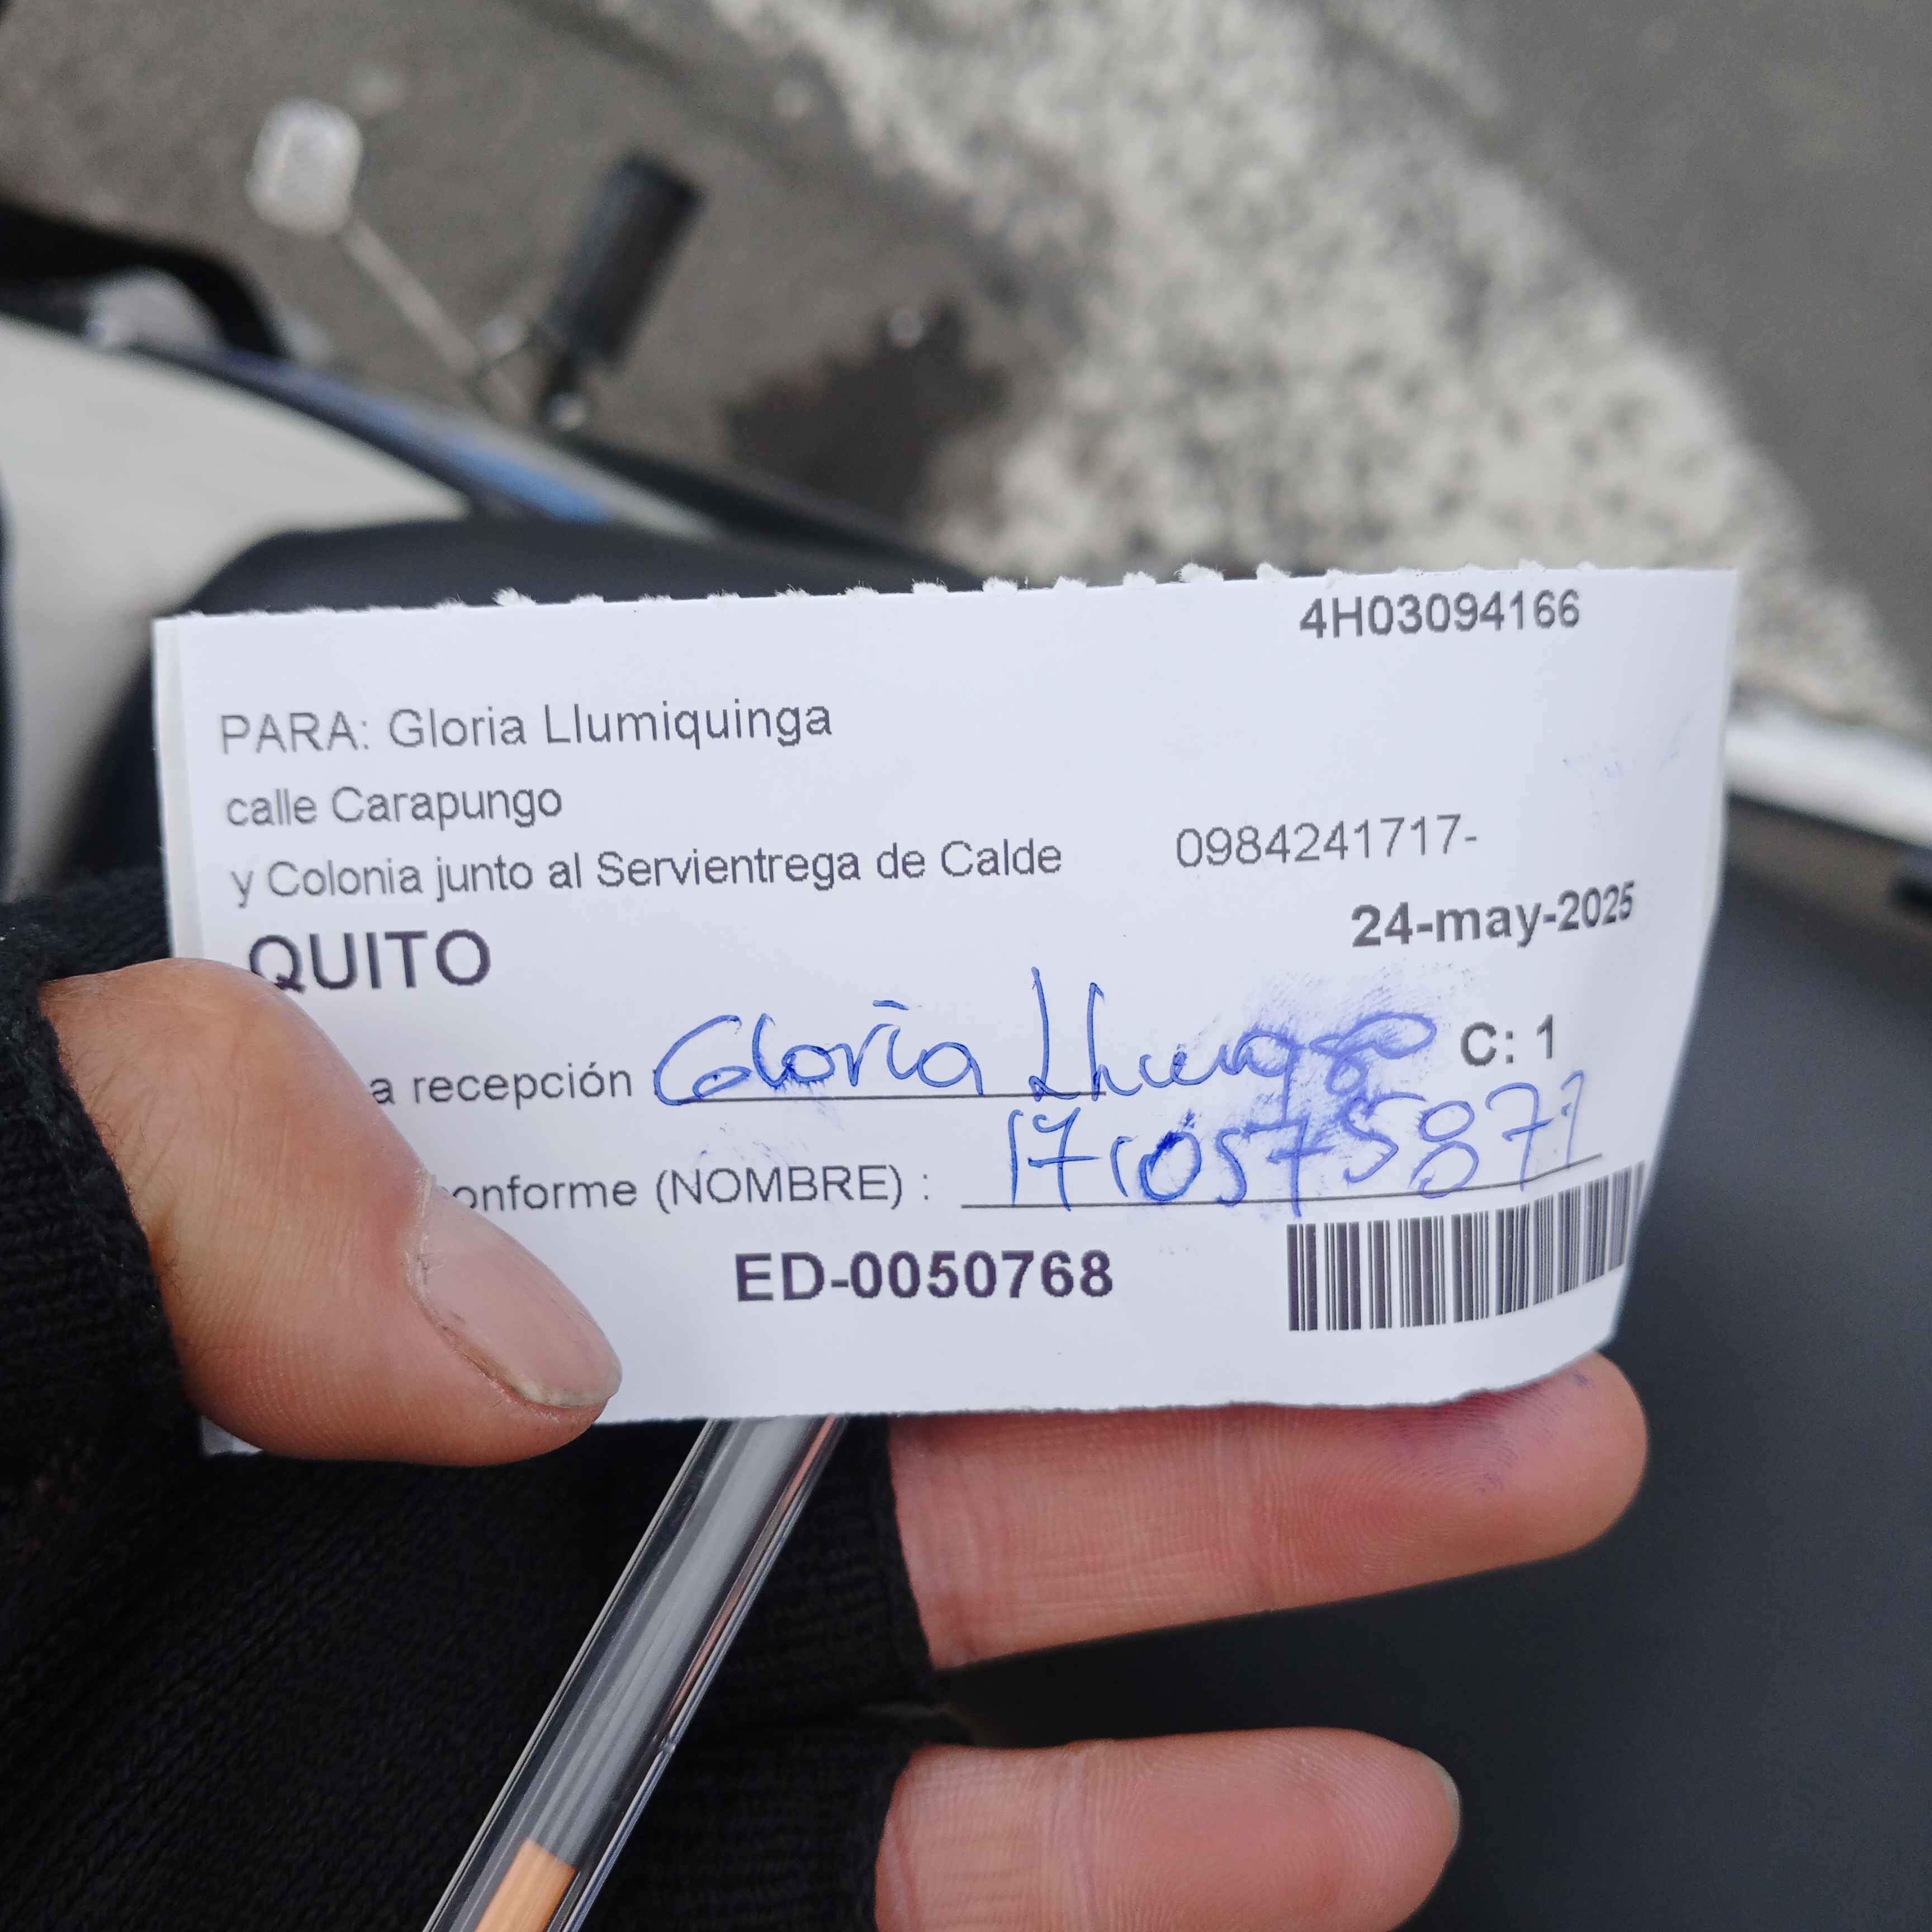 4H03094166
PARA: Gloria Llumiquinga
calle Carapungo
y Colonia junto al Servientrega de Calde 0984241717-
24-may-2025
QUITO
a recepción Gloria C: 1
onforme (NOMBRE) :
ED-0050768